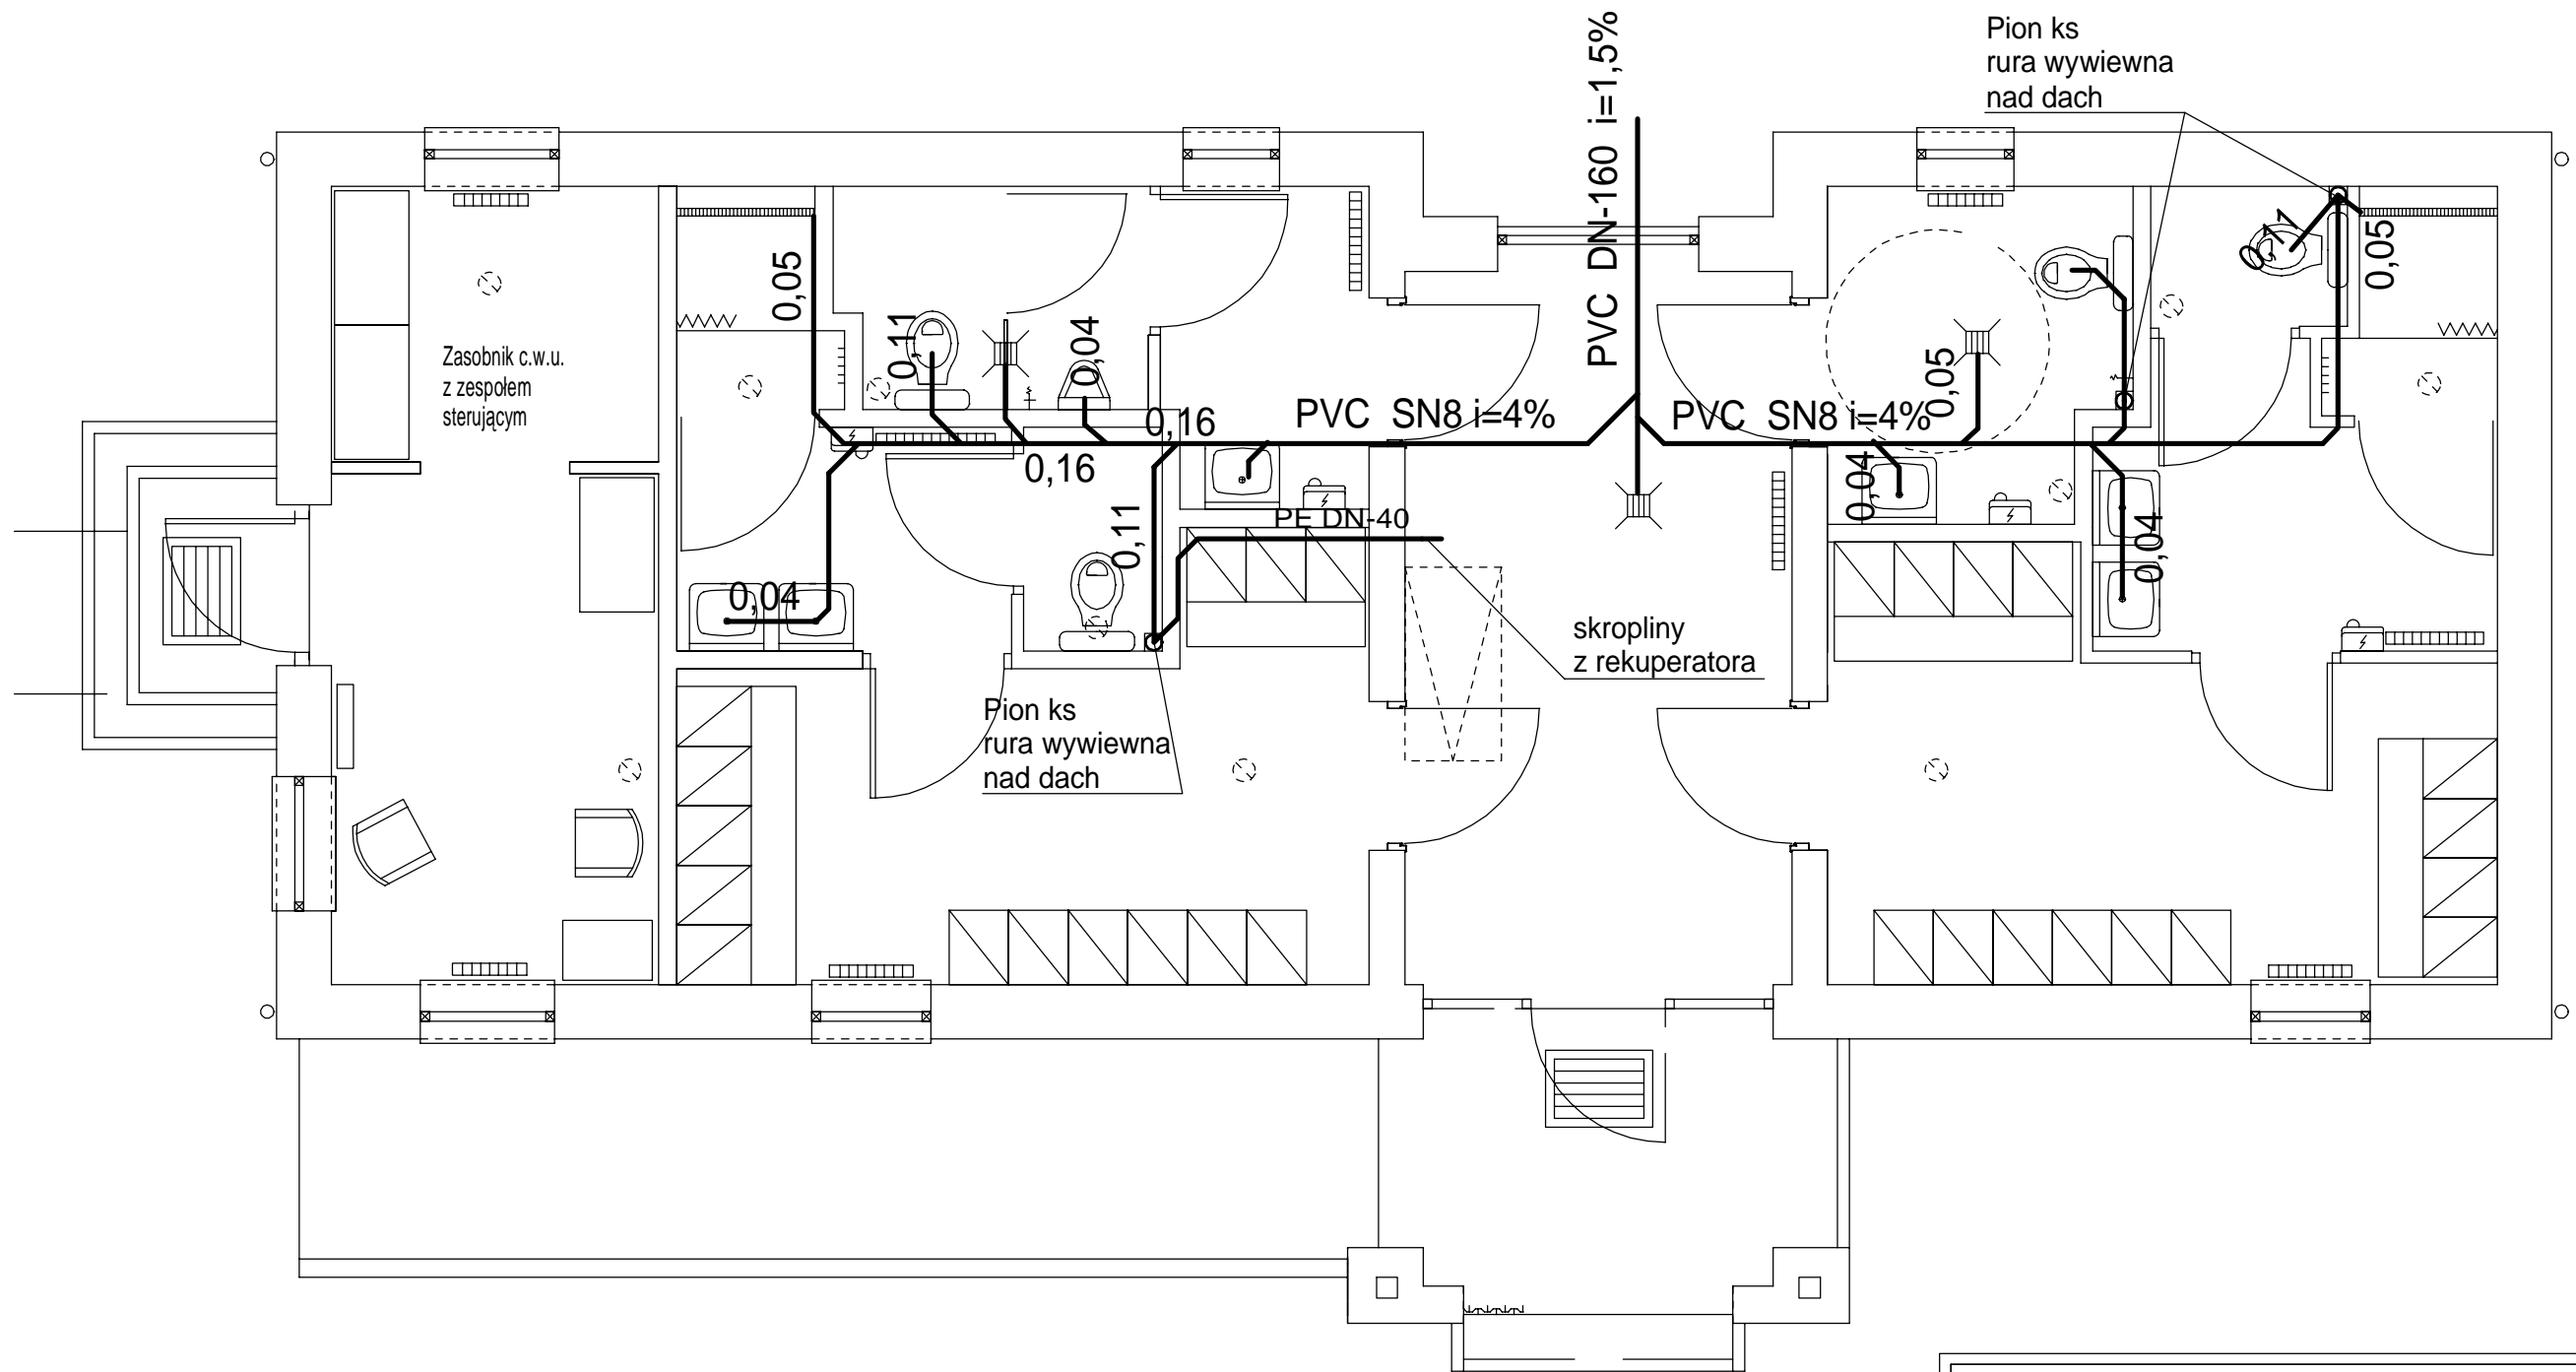 Pion ks
rura wywiewna
nad dach
PVC DN-160 i=1,5%
0,05
0,11
0,04
0,11
0,05
Zasobnik c.w.u.
z zespołem
sterującym
0,16
PVC SN8 i=4%
PVC SN8 i=4%
0,05
0,16
0,04
0,11
PE DN-40
0,04
0,04
skropliny
z rekuperatora
Pion ks
rura wywiewna
nad dach